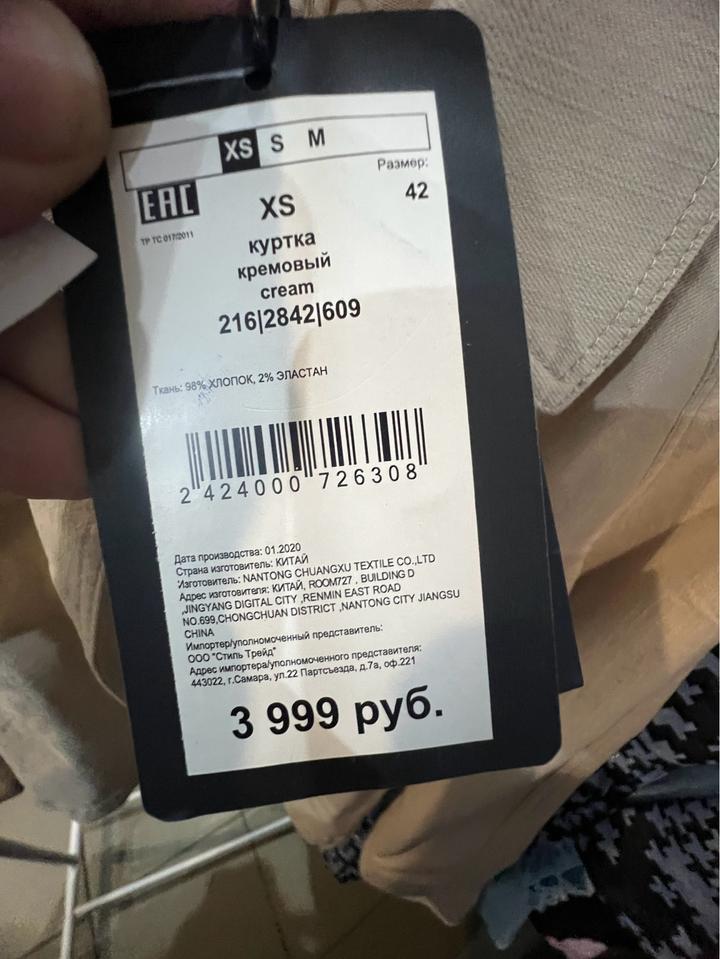 XS S M
Размер:
EAC
XS
42
ТР ТС 017/2011
куртка
кремовый
cream
216|2842|609
Ткань: 98% ХЛОПОК, 2% ЭЛАСТАН
2 424000 726308
Дата производства: 01.2020
Страна изготовитель: КИТАЙ
Изготовитель: NANTONG CHUANGXU TEXTILE CO.,LTD
Адрес изготовителя: КИТАЙ, ROOM727 , BUILDING D
,JINGYANG DIGITAL CITY ,RENMIN EAST ROAD
NO.699,CHONGCHUAN DISTRICT ,NANTONG CITY JIANGSU
CHINA
Импортер/уполномоченный представитель:
ООО "Стиль Трейд"
Адрес импортера/уполномоченного представителя:
443022, г.Самара, ул.22 Партсъезда, д.7а, оф.221
3 999 руб.